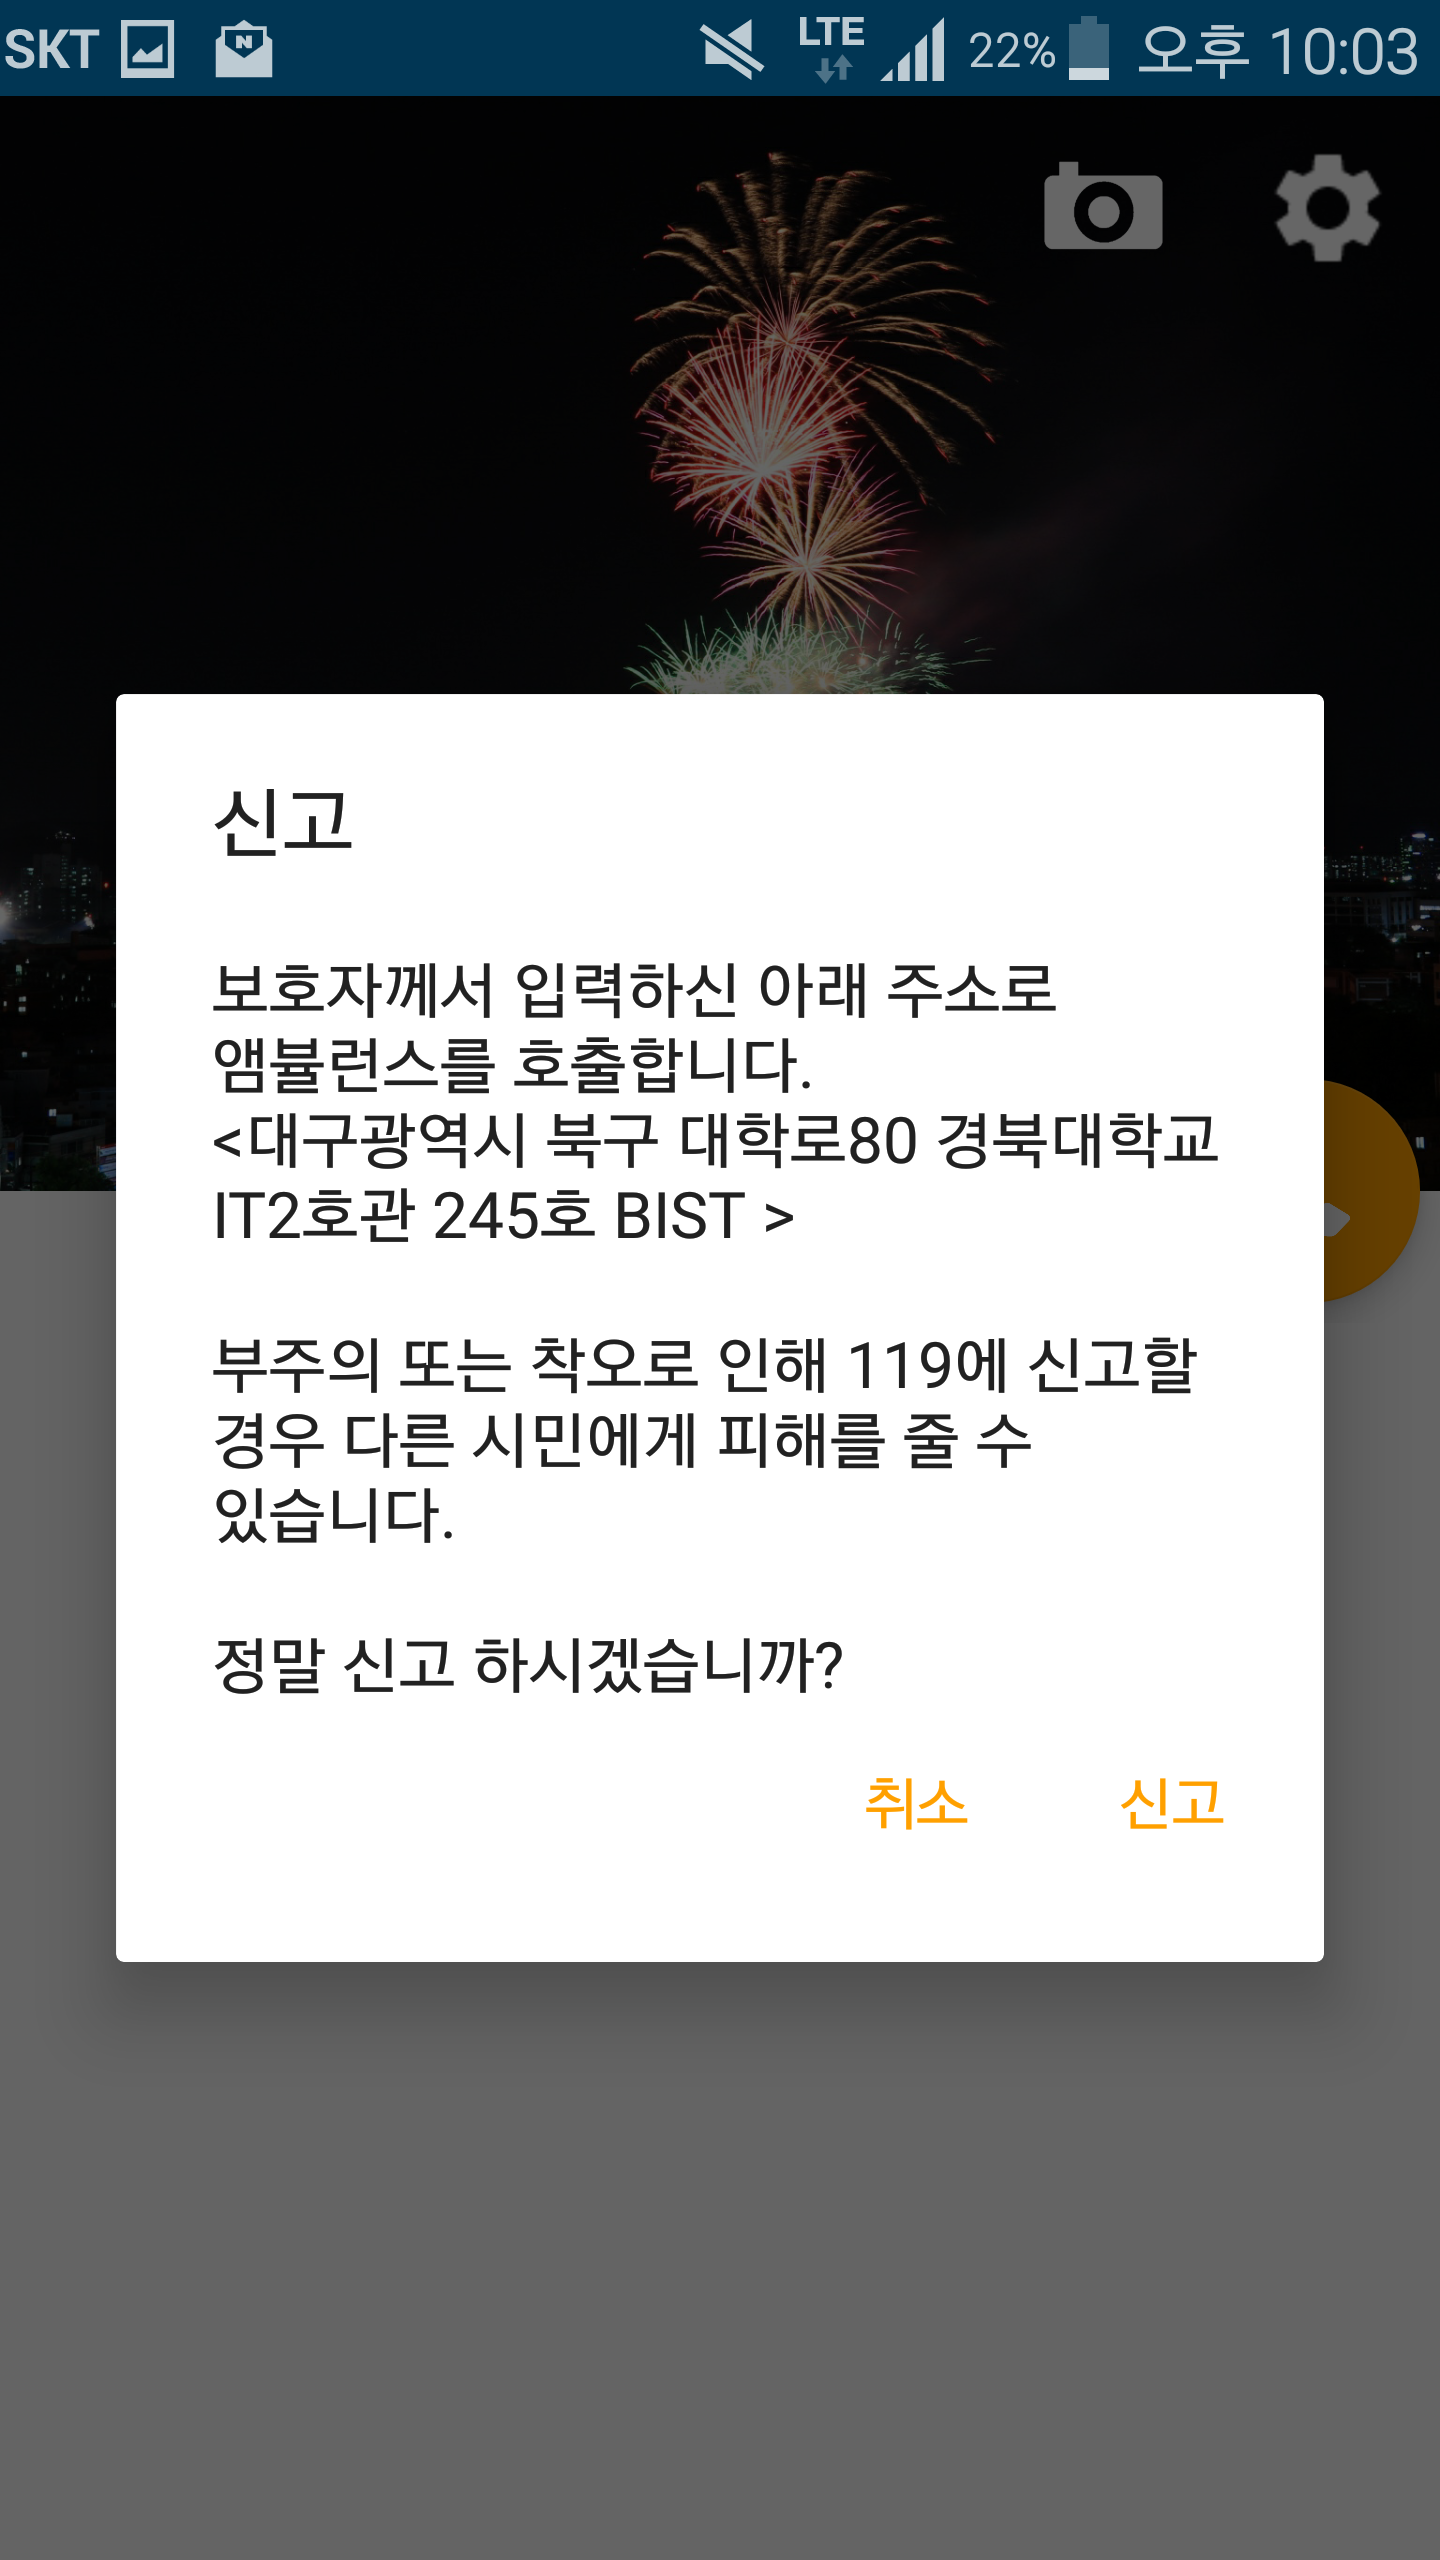 SKT
LTE
22%
오후 10:03
신고
보호자께서 입력하신 아래 주소로
앰뷸런스를 호출합니다.
<대구광역시 북구 대학로80 경북대학교
IT2호관 245호 BIST >
부주의 또는 착오로 인해 119에 신고할
경우 다른 시민에게 피해를 줄 수
있습니다.
정말 신고 하시겠습니까?
취소 신고